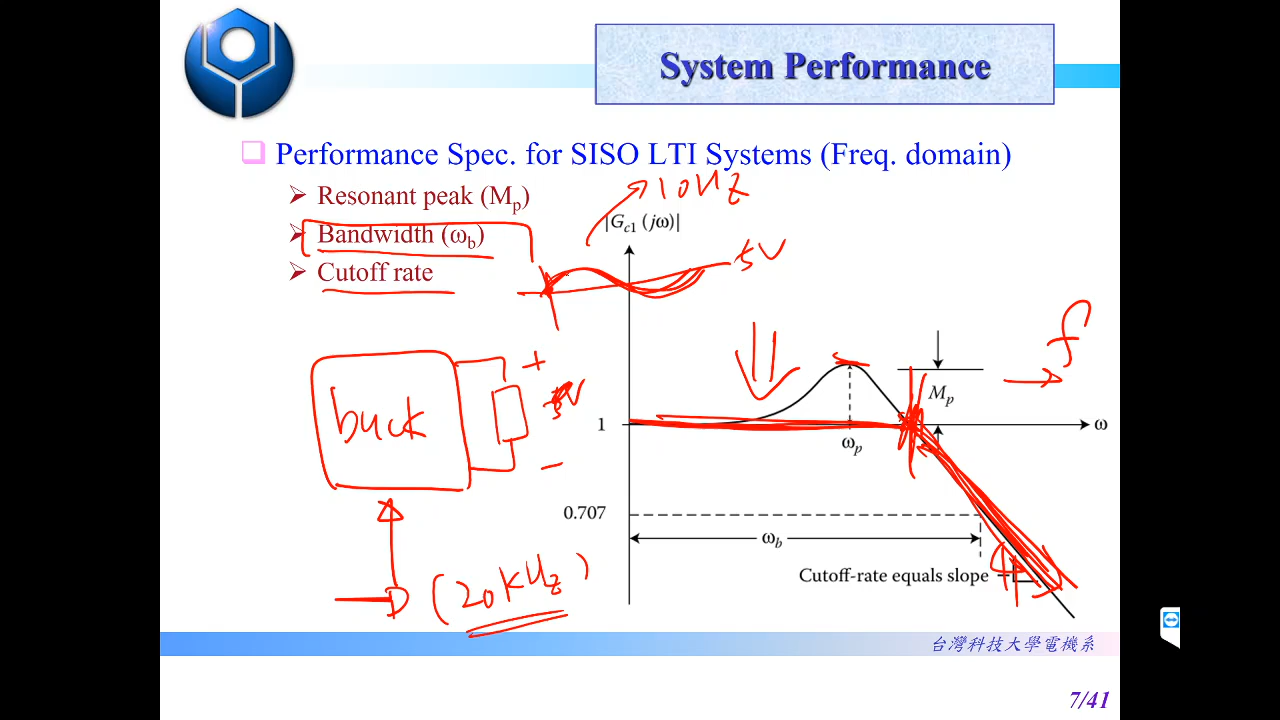 System Performance
❑ Performance Spec. for SISO LTI Systems (Freq. domain)
➢ Resonant peak (Mp)
➢ Bandwidth (ωb)
➢ Cutoff rate
10Hz
|Gc1 (jω)|
5V
f
Mp
1
ω
ωp
buck
+
−
0.707
ωb
Cutoff-rate equals slope
D (20kHz)
台灣科技大學電機系
7/41